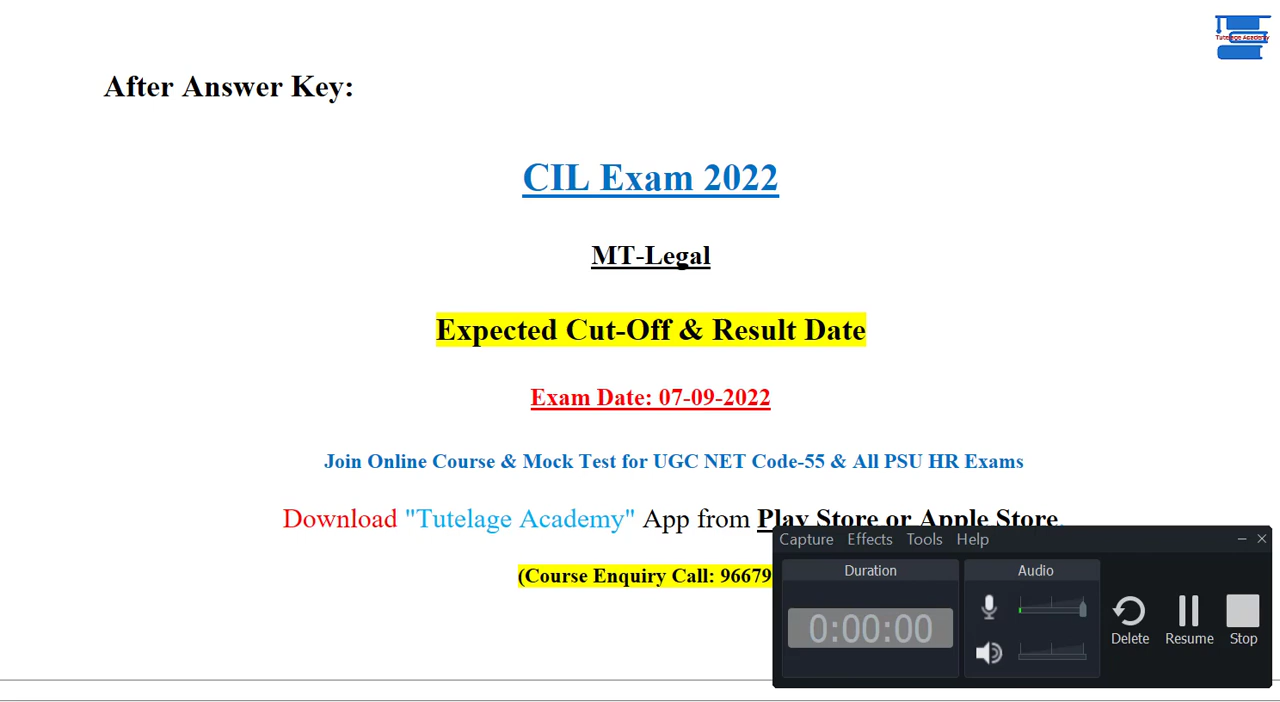 Tutelage Academy
After Answer Key:
CIL Exam 2022
MT-Legal
Expected Cut-Off & Result Date
Exam Date: 07-09-2022
Join Online Course & Mock Test for UGC NET Code-55 & All PSU HR Exams
Download "Tutelage Academy" App from Play Store or Apple Store.
(Course Enquiry Call: 96679
Capture Effects Tools Help
Duration Audio
0:00:00
Delete Resume Stop